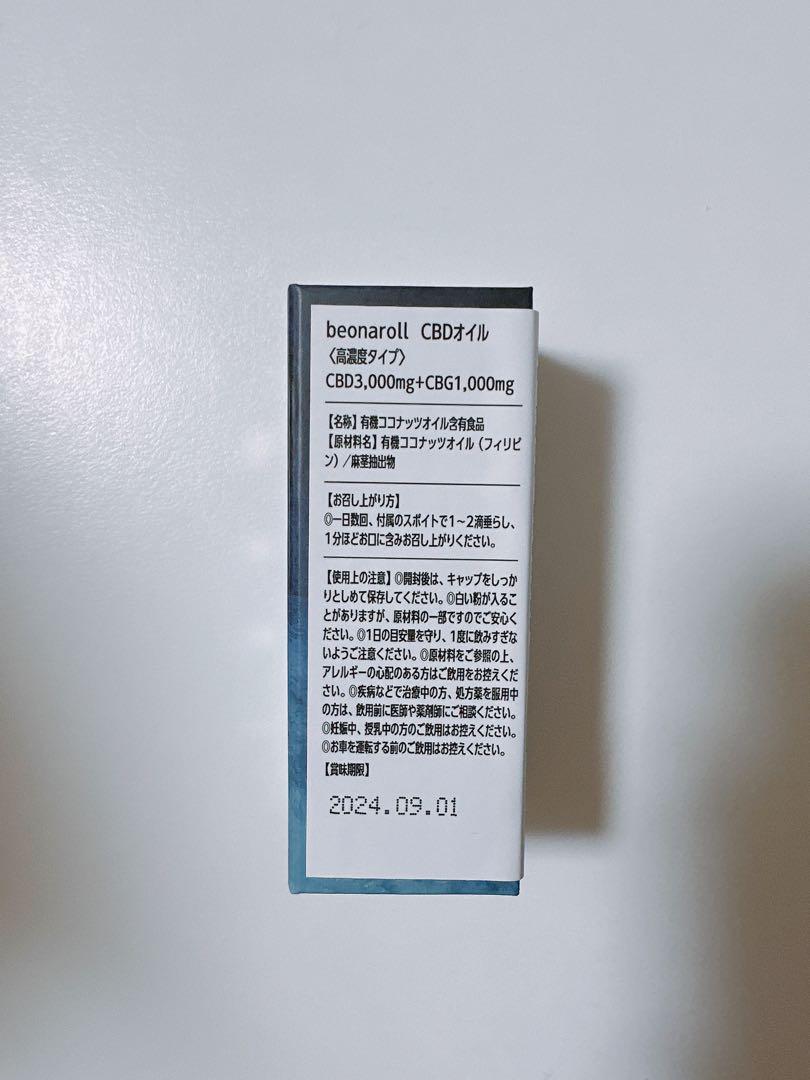 beonaroll CBDオイル
〈高濃度タイプ〉
CBD3,000mg+CBG1,000mg
【名称】有機ココナッツオイル含有食品
【原材料名】有機ココナッツオイル（フィリピ
ン）／麻茎抽出物
【お召し上がり方】
◎一日数回、付属のスポイトで1～2滴垂らし、
1分ほどお口に含みお召し上がりください。
【使用上の注意】◎開封後は、キャップをしっか
りとしめて保存してください。◎白い粉が入るこ
とがありますが、原材料の一部ですのでご安心く
ださい。◎1日の目安量を守り、1度に飲みすぎな
いようご注意ください。◎原材料をご参照の上、
アレルギーの心配のある方はご飲用をお控えくだ
さい。◎疾病などで治療中の方、処方薬を服用中
の方は、飲用前に医師や薬剤師にご相談ください。
◎妊娠中、授乳中の方のご飲用はお控えください。
◎お車を運転する前のご飲用はお控えください。
【賞味期限】
2024.09.01